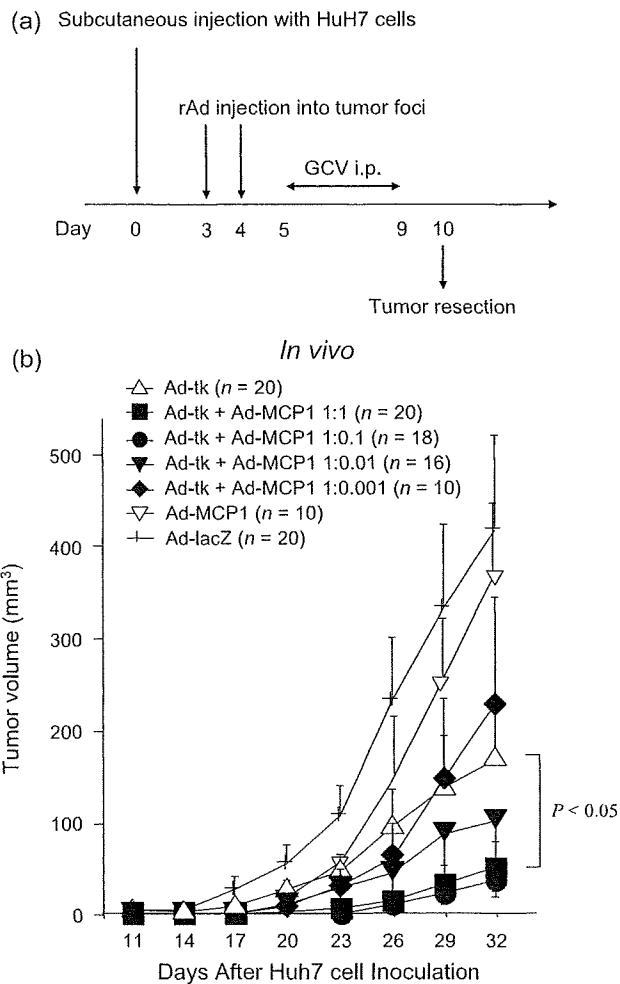 (a) Subcutaneous injection with HuH7 cells
rAd injection into tumor foci
GCV i.p.
Day 0 3 4 5 9 10
Tumor resection
(b) In vivo
Ad-tk (n = 20)
Ad-tk + Ad-MCP1 1:1 (n = 20)
Ad-tk + Ad-MCP1 1:0.1 (n = 18)
Ad-tk + Ad-MCP1 1:0.01 (n = 16)
Ad-tk + Ad-MCP1 1:0.001 (n = 10)
Ad-MCP1 (n = 10)
Ad-lacZ (n = 20)
Tumor volume (mm³)
500
400
300
200
100
0
P < 0.05
11 14 17 20 23 26 29 32
Days After Huh7 cell Inoculation